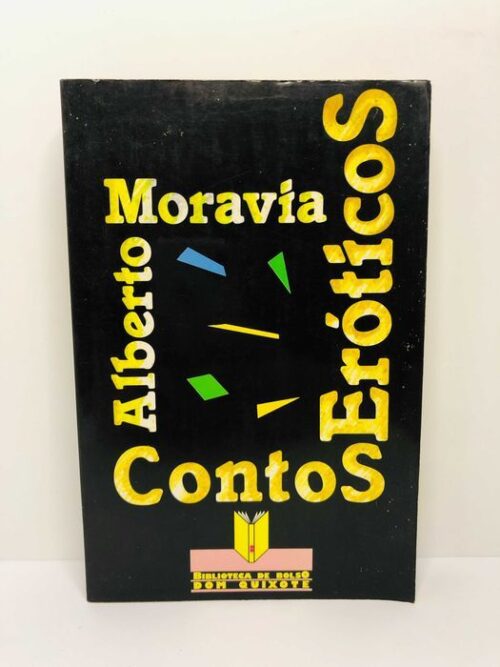 Alberto
Moravia
Contos
Eróticos
BIBLIOTECA DE BOLSO
DOM QUIXOTE